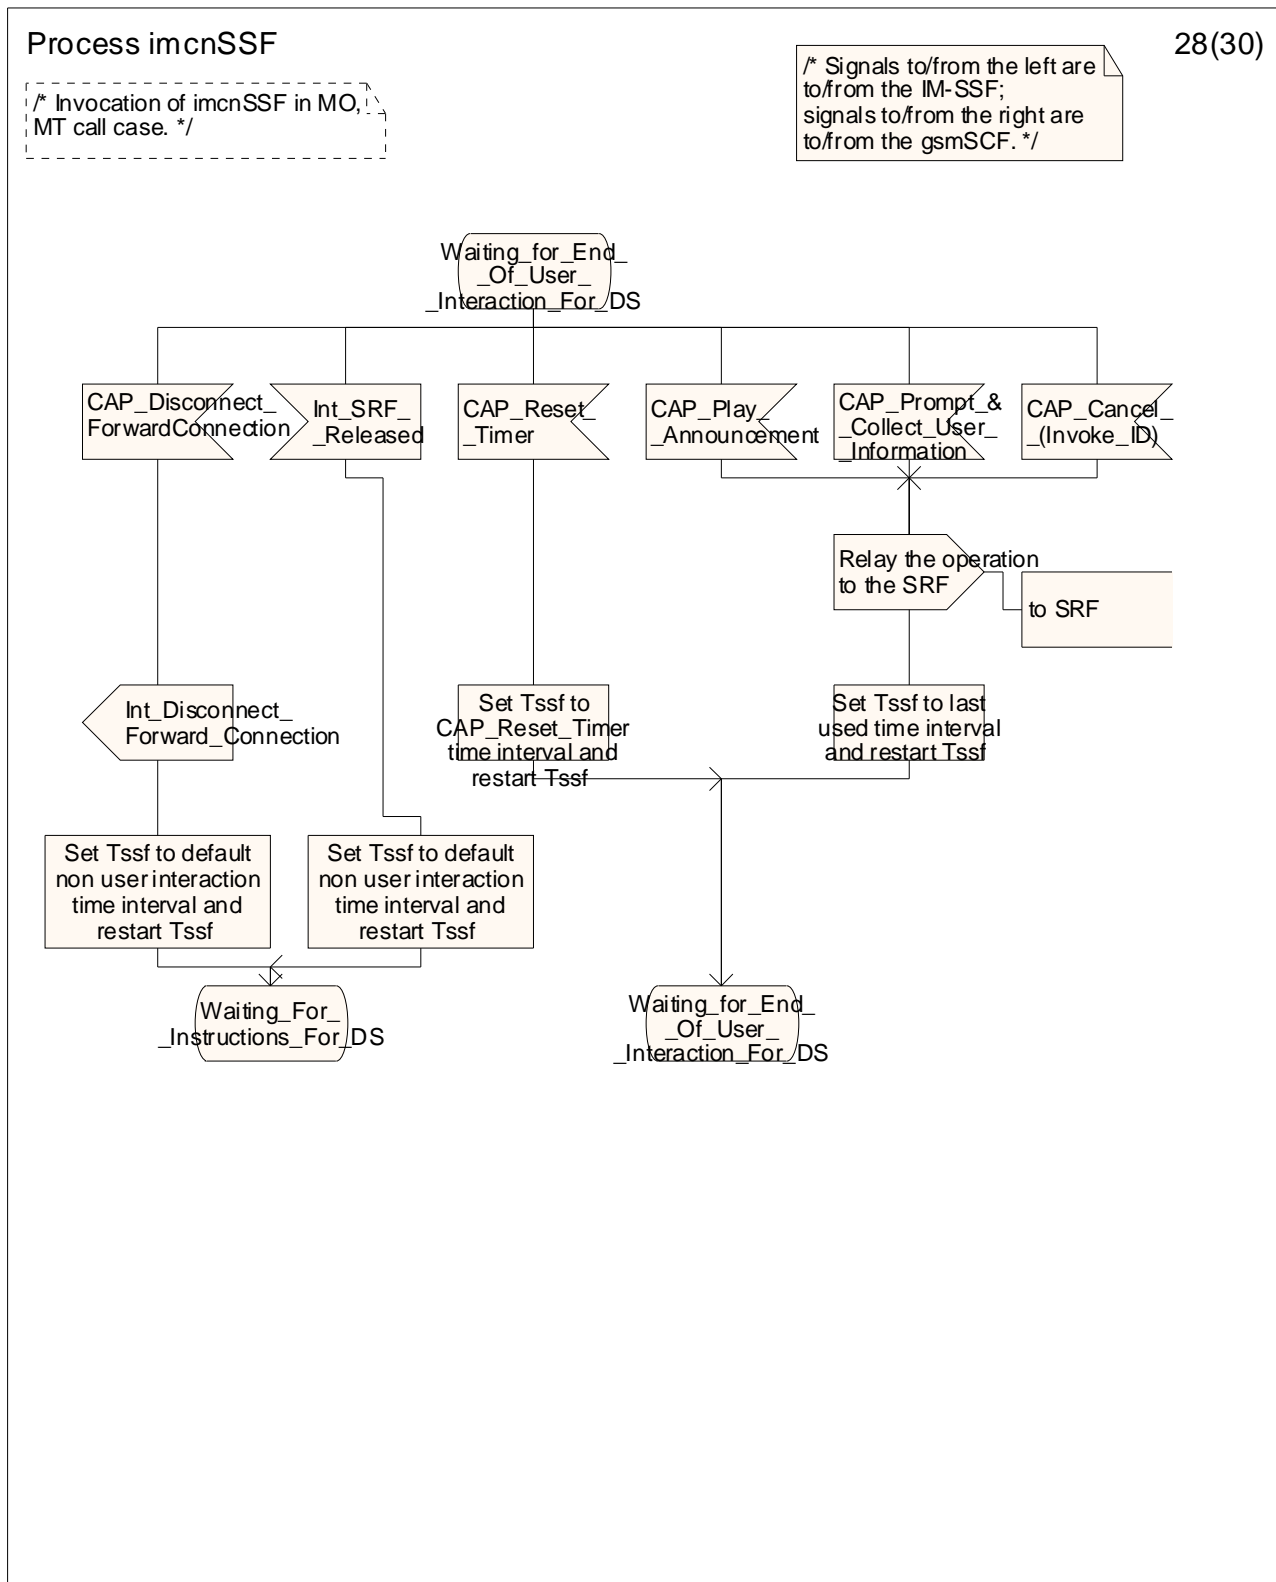 Process imcnSSF
28(30)
/* Invocation of imcnSSF in MO,
MT call case. */
/* Signals to/from the left are
to/from the IM-SSF;
signals to/from the right are
to/from the gsmSCF. */
Waiting_for_End_
_Of_User_
_Interaction_For_DS
CAP_Disconnect_
ForwardConnection
Int_SRF_
_Released
CAP_Reset_
_Timer
CAP_Play_
_Announcement
CAP_Prompt_&
_Collect_User_
_Information
CAP_Cancel_
_(Invoke_ID)
Relay the operation
to the SRF
to SRF
Int_Disconnect_
Forward_Connection
Set Tssf to
CAP_Reset_Timer
time interval and
restart Tssf
Set Tssf to last
used time interval
and restart Tssf
Set Tssf to default
non user interaction
time interval and
restart Tssf
Set Tssf to default
non user interaction
time interval and
restart Tssf
Waiting_For_
_Instructions_For_DS
Waiting_for_End_
_Of_User_
_Interaction_For_DS